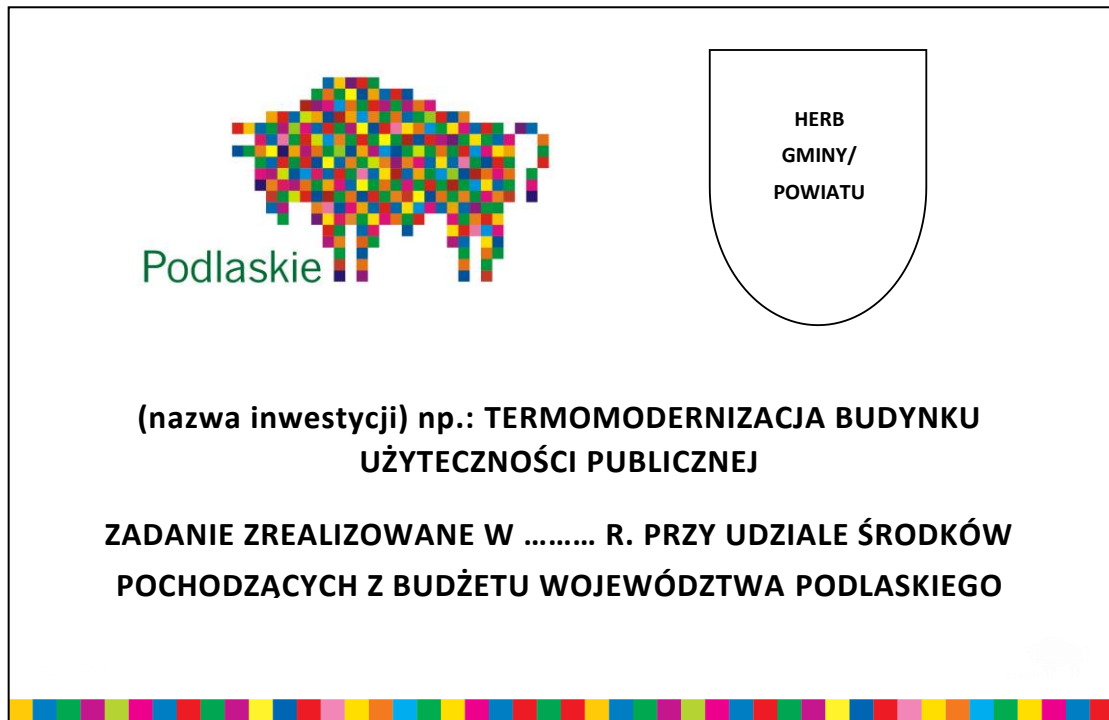 Podlaskie
HERB
GMINY/
POWIATU
(nazwa inwestycji) np.: TERMOMODERNIZACJA BUDYNKU
UŻYTECZNOŚCI PUBLICZNEJ
ZADANIE ZREALIZOWANE W ……… R. PRZY UDZIALE ŚRODKÓW
POCHODZĄCYCH Z BUDŻETU WOJEWÓDZTWA PODLASKIEGO